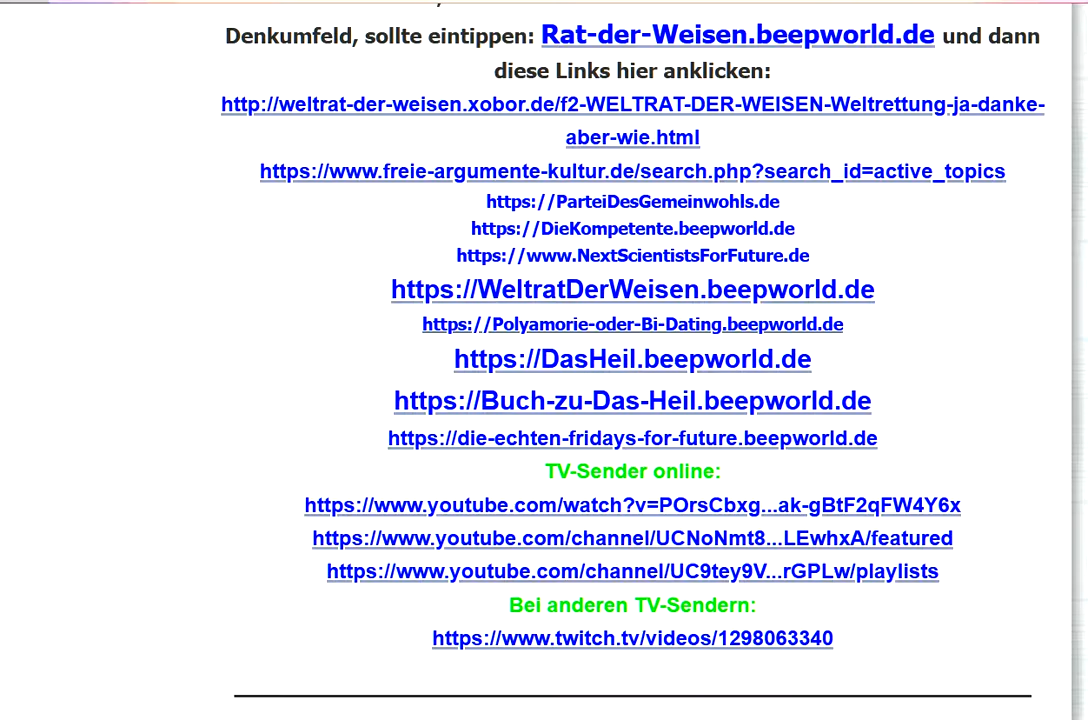 Denkumfeld, sollte eintippen: Rat-der-Weisen.beepworld.de und dann
diese Links hier anklicken:
http://weltrat-der-weisen.xobor.de/f2-WELTRAT-DER-WEISEN-Weltrettung-ja-danke-
aber-wie.html
https://www.freie-argumente-kultur.de/search.php?search_id=active_topics
https://ParteiDesGemeinwohls.de
https://DieKompetente.beepworld.de
https://www.NextScientistsForFuture.de
https://WeltratDerWeisen.beepworld.de
https://Polyamorie-oder-Bi-Dating.beepworld.de
https://DasHeil.beepworld.de
https://Buch-zu-Das-Heil.beepworld.de
https://die-echten-fridays-for-future.beepworld.de
TV-Sender online:
https://www.youtube.com/watch?v=POrsCbxg...ak-gBtF2qFW4Y6x
https://www.youtube.com/channel/UCNoNmt8...LEwhxA/featured
https://www.youtube.com/channel/UC9tey9V...rGPLw/playlists
Bei anderen TV-Sendern:
https://www.twitch.tv/videos/1298063340